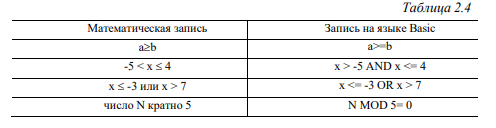 Таблица 2.4
Математическая запись Запись на языке Basic
a≥b a>=b
-5 < x ≤ 4 x > -5 AND x <= 4
x ≤ -3 или x > 7 x <= -3 OR x > 7
число N кратно 5 N MOD 5= 0